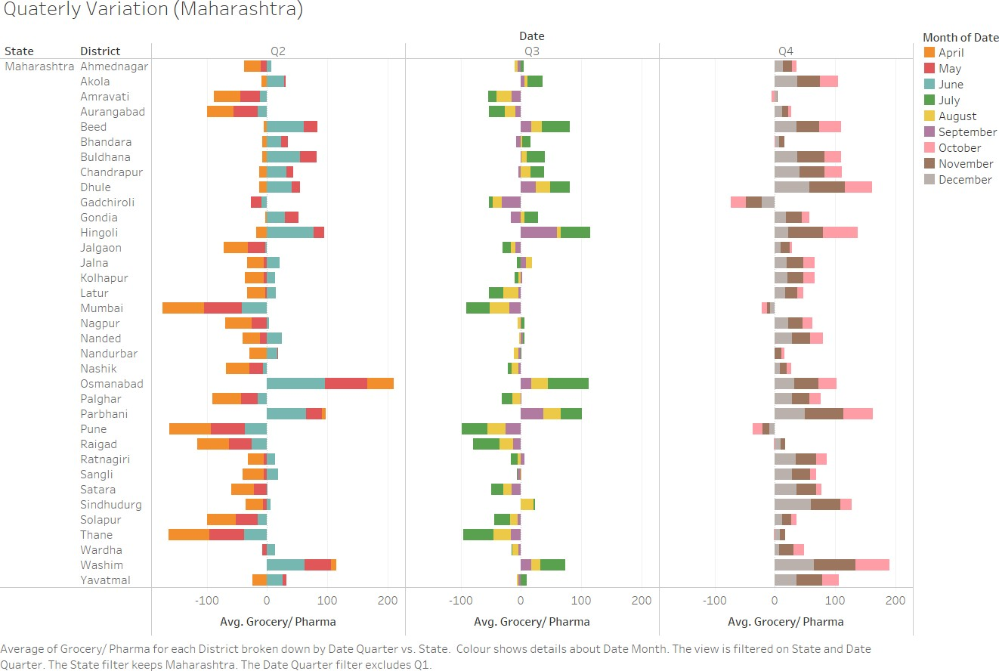 Quaterly Variation (Maharashtra)
Date
State District Q2 Q3 Q4
Maharashtra Ahmednagar
Akola
Amravati
Aurangabad
Beed
Bhandara
Buldhana
Chandrapur
Dhule
Gadchiroli
Gondia
Hingoli
Jalgaon
Jalna
Kolhapur
Latur
Mumbai
Nagpur
Nanded
Nandurbar
Nashik
Osmanabad
Palghar
Parbhani
Pune
Raigad
Ratnagiri
Sangli
Satara
Sindhudurg
Solapur
Thane
Wardha
Washim
Yavatmal
-100 0 100 200 -100 0 100 200 -100 0 100 200
Avg. Grocery/ Pharma Avg. Grocery/ Pharma Avg. Grocery/ Pharma
Month of Date
April
May
June
July
August
September
October
November
December
Average of Grocery/ Pharma for each District broken down by Date Quarter vs. State.  Colour shows details about Date Month. The view is filtered on State and Date
Quarter. The State filter keeps Maharashtra. The Date Quarter filter excludes Q1.